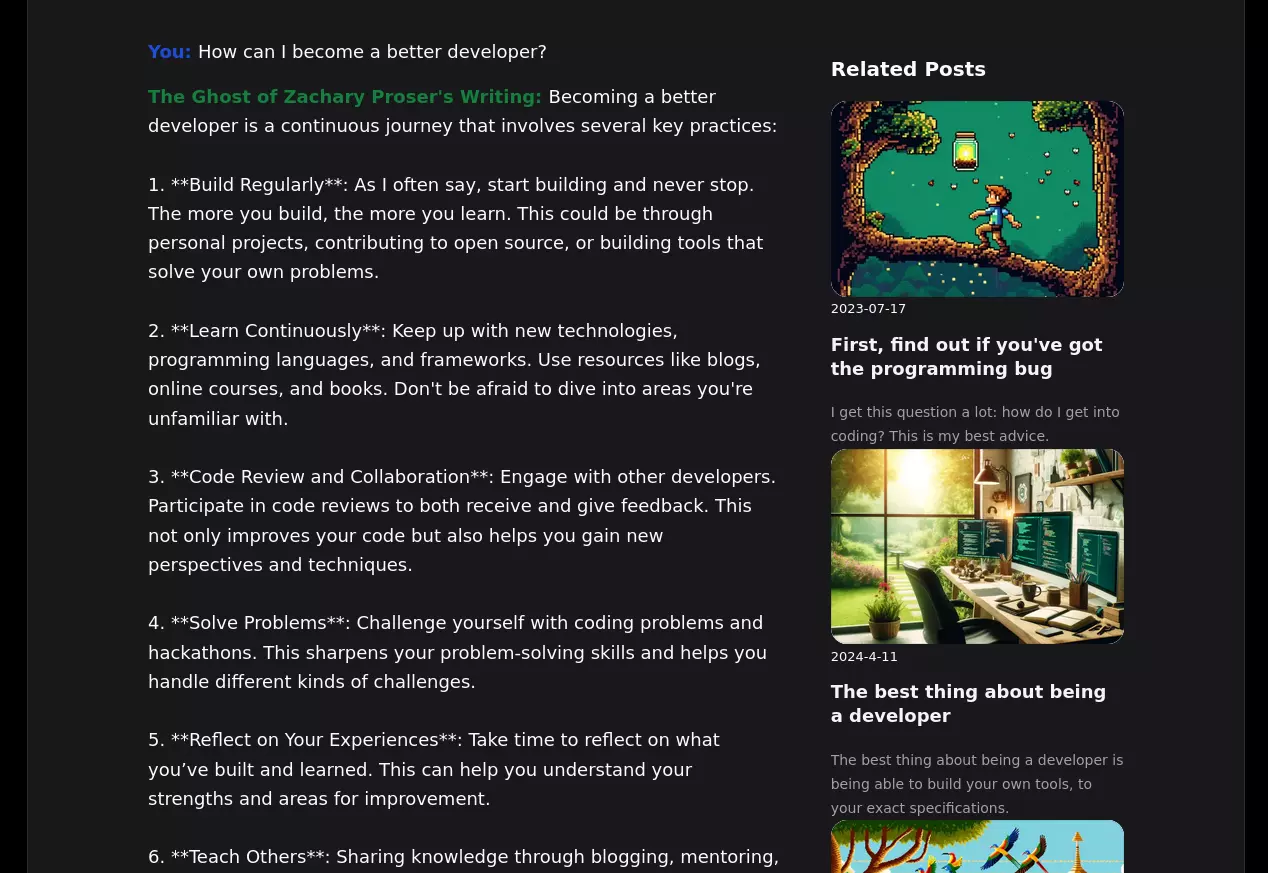 You: How can I become a better developer?
The Ghost of Zachary Proser's Writing: Becoming a better
developer is a continuous journey that involves several key practices:
1. **Build Regularly**: As I often say, start building and never stop.
The more you build, the more you learn. This could be through
personal projects, contributing to open source, or building tools that
solve your own problems.
2. **Learn Continuously**: Keep up with new technologies,
programming languages, and frameworks. Use resources like blogs,
online courses, and books. Don't be afraid to dive into areas you're
unfamiliar with.
3. **Code Review and Collaboration**: Engage with other developers.
Participate in code reviews to both receive and give feedback. This
not only improves your code but also helps you gain new
perspectives and techniques.
4. **Solve Problems**: Challenge yourself with coding problems and
hackathons. This sharpens your problem-solving skills and helps you
handle different kinds of challenges.
5. **Reflect on Your Experiences**: Take time to reflect on what
you’ve built and learned. This can help you understand your
strengths and areas for improvement.
6. **Teach Others**: Sharing knowledge through blogging, mentoring,
Related Posts
2023-07-17
First, find out if you've got
the programming bug
I get this question a lot: how do I get into
coding? This is my best advice.
2024-4-11
The best thing about being
a developer
The best thing about being a developer is
being able to build your own tools, to
your exact specifications.